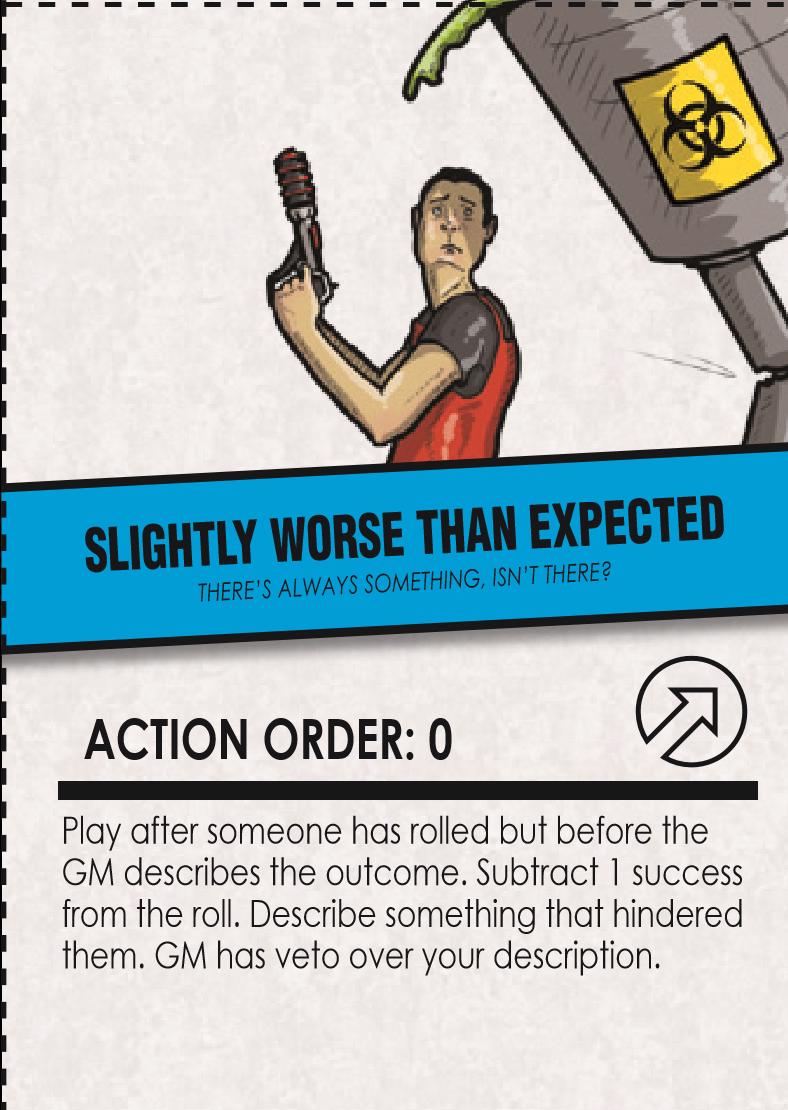 SLIGHTLY WORSE THAN EXPECTED
THERE'S ALWAYS SOMETHING, ISN'T THERE?
ACTION ORDER: 0
Play after someone has rolled but before the
GM describes the outcome. Subtract 1 success
from the roll. Describe something that hindered
them. GM has veto over your description.